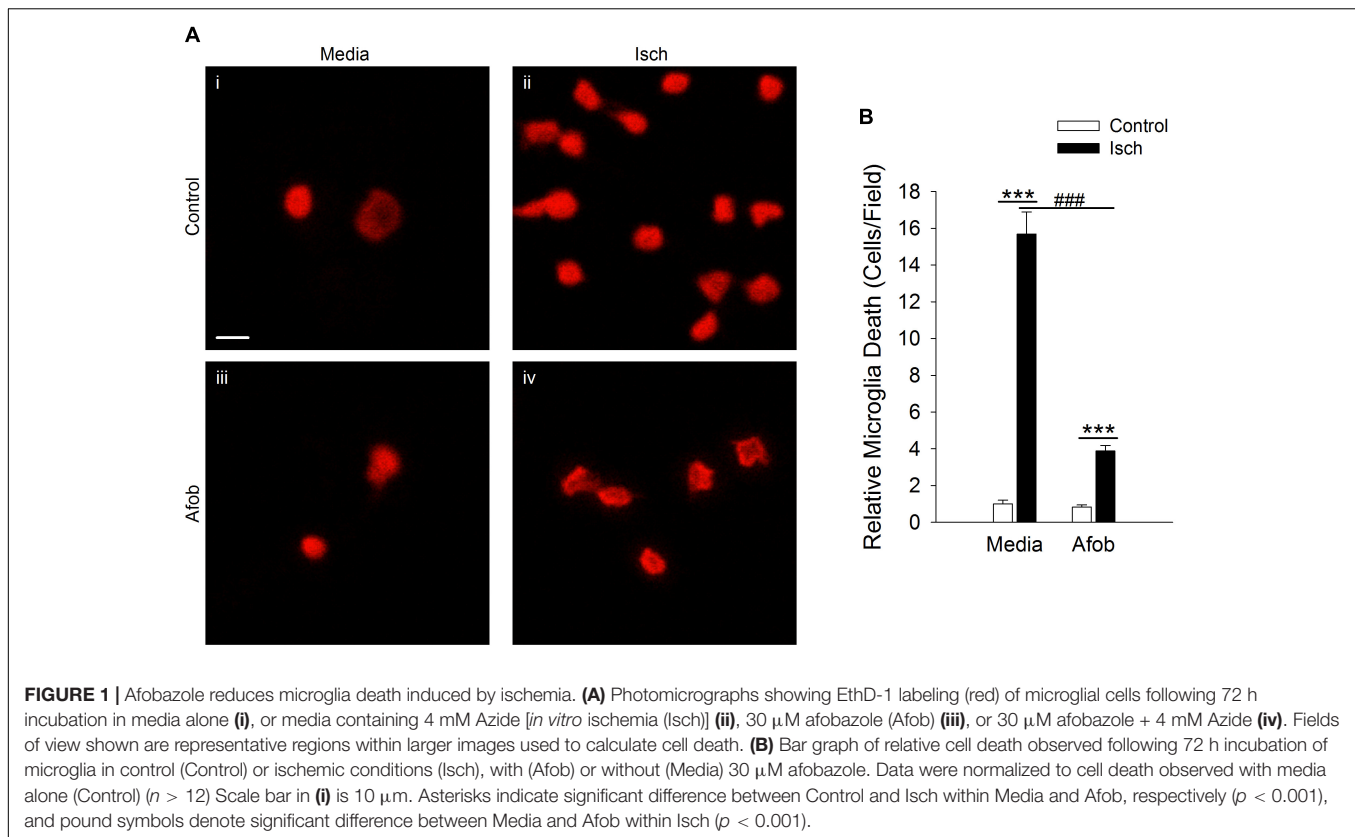 A
Media Isch
i ii
Control
iii iv
Afob
B
Control
Isch
Relative Microglia Death (Cells/Field)
18
16
14
12
10
8
6
4
2
0
*** ###
***
Media Afob
FIGURE 1 | Afobazole reduces microglia death induced by ischemia. (A) Photomicrographs showing EthD-1 labeling (red) of microglial cells following 72 h
incubation in media alone (i), or media containing 4 mM Azide [in vitro ischemia (Isch)] (ii), 30 μM afobazole (Afob) (iii), or 30 μM afobazole + 4 mM Azide (iv). Fields
of view shown are representative regions within larger images used to calculate cell death. (B) Bar graph of relative cell death observed following 72 h incubation of
microglia in control (Control) or ischemic conditions (Isch), with (Afob) or without (Media) 30 μM afobazole. Data were normalized to cell death observed with media
alone (Control) (n > 12) Scale bar in (i) is 10 μm. Asterisks indicate significant difference between Control and Isch within Media and Afob, respectively (p < 0.001),
and pound symbols denote significant difference between Media and Afob within Isch (p < 0.001).